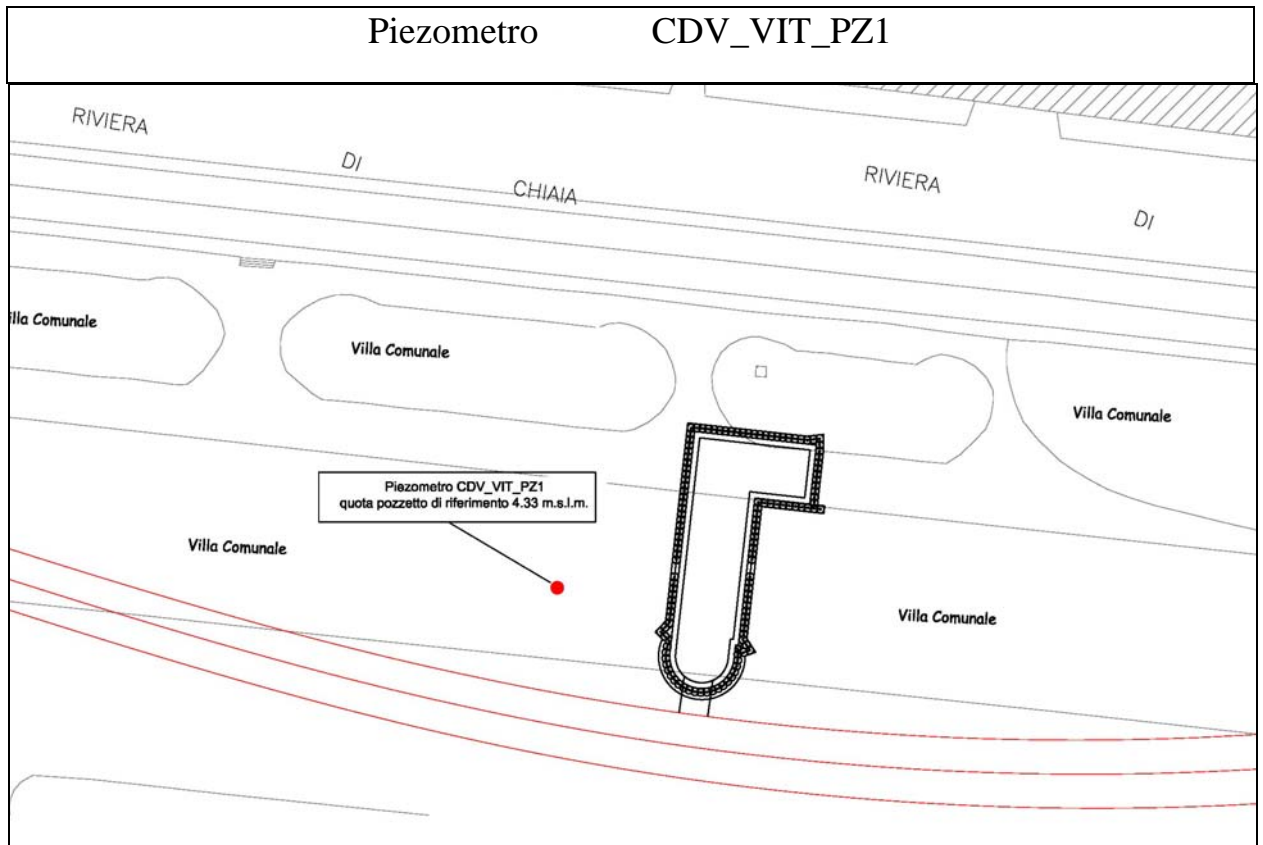 Piezometro CDV_VIT_PZ1
RIVIERA
DI
CHIAIA
RIVIERA
DI
illa Comunale
Villa Comunale
Villa Comunale
Piezometro CDV_VIT_PZ1
quota pozzetto di riferimento 4.33 m.s.l.m.
Villa Comunale
Villa Comunale